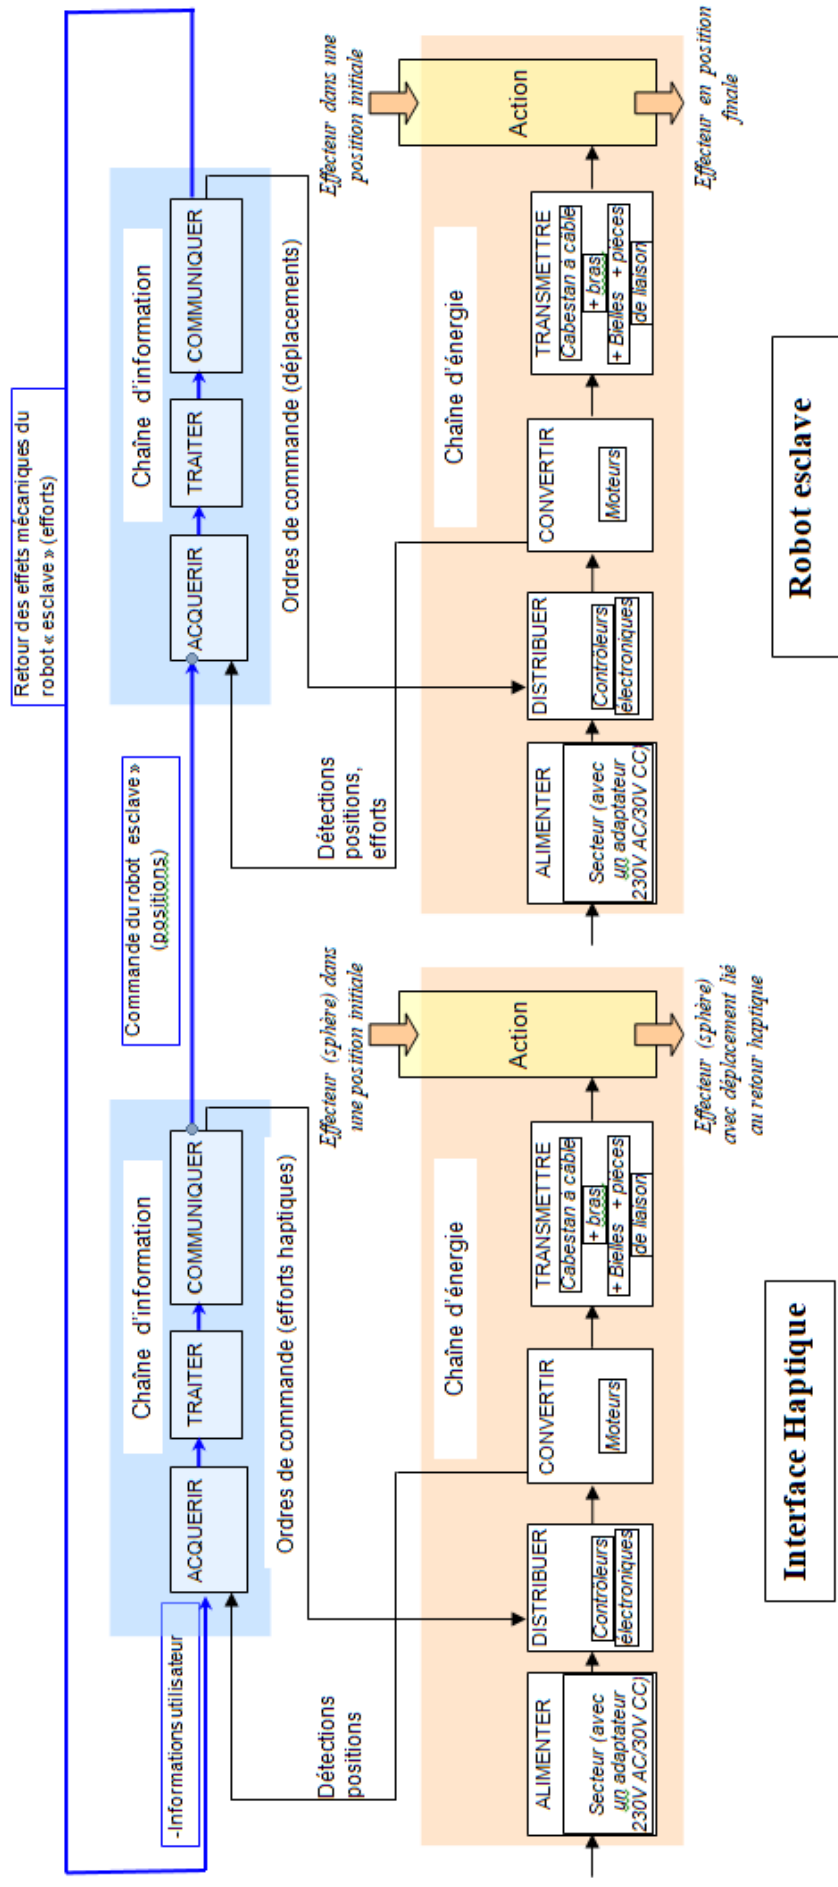 Retour des effets mécaniques du
robot « esclave » (efforts)
-Informations utilisateur
Chaîne d'information
ACQUERIR
TRAITER
COMMUNIQUER
Commande du robot esclave »
(positions)
Chaîne d'information
ACQUERIR
TRAITER
COMMUNIQUER
Ordres de commande (efforts haptiques)
Ordres de commande (déplacements)
Détections
positions
Effecteur (sphère) dans
une position initiale
Détections
positions,
efforts
Effecteur dans une
position initiale
Chaîne d'énergie
ALIMENTER
Secteur (avec
un adaptateur
230V AC/30V CC)
DISTRIBUER
Contrôleurs
électroniques
CONVERTIR
Moteurs
TRANSMETTRE
Cabestan à câble
+ bras
+ Bielles + pièces
de liaison
Action
Effecteur (sphère)
avec déplacement lié
au retour haptique
Chaîne d'énergie
ALIMENTER
Secteur (avec
un adaptateur
230V AC/30V CC)
DISTRIBUER
Contrôleurs
électroniques
CONVERTIR
Moteurs
TRANSMETTRE
Cabestan à câble
+ bras
+ Bielles + pièces
de liaison
Action
Effecteur en position
finale
Interface Haptique
Robot esclave